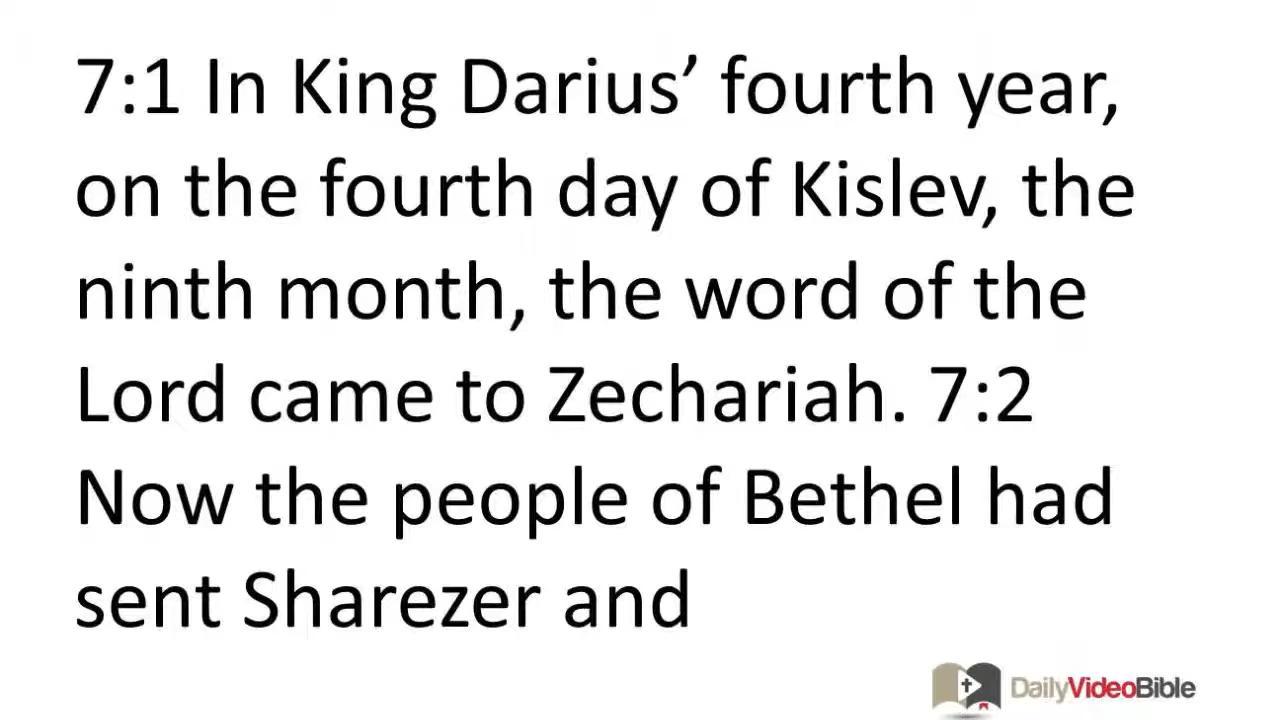 7:1 In King Darius’ fourth year,
on the fourth day of Kislev, the
ninth month, the word of the
Lord came to Zechariah. 7:2
Now the people of Bethel had
sent Sharezer and
DailyVideoBible